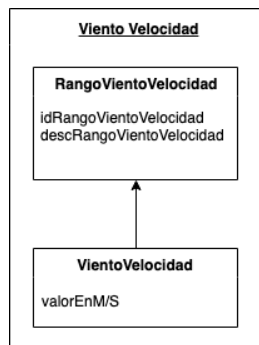 Viento Velocidad
RangoVientoVelocidad
idRangoVientoVelocidad
descRangoVientoVelocidad
VientoVelocidad
valorEnM/S